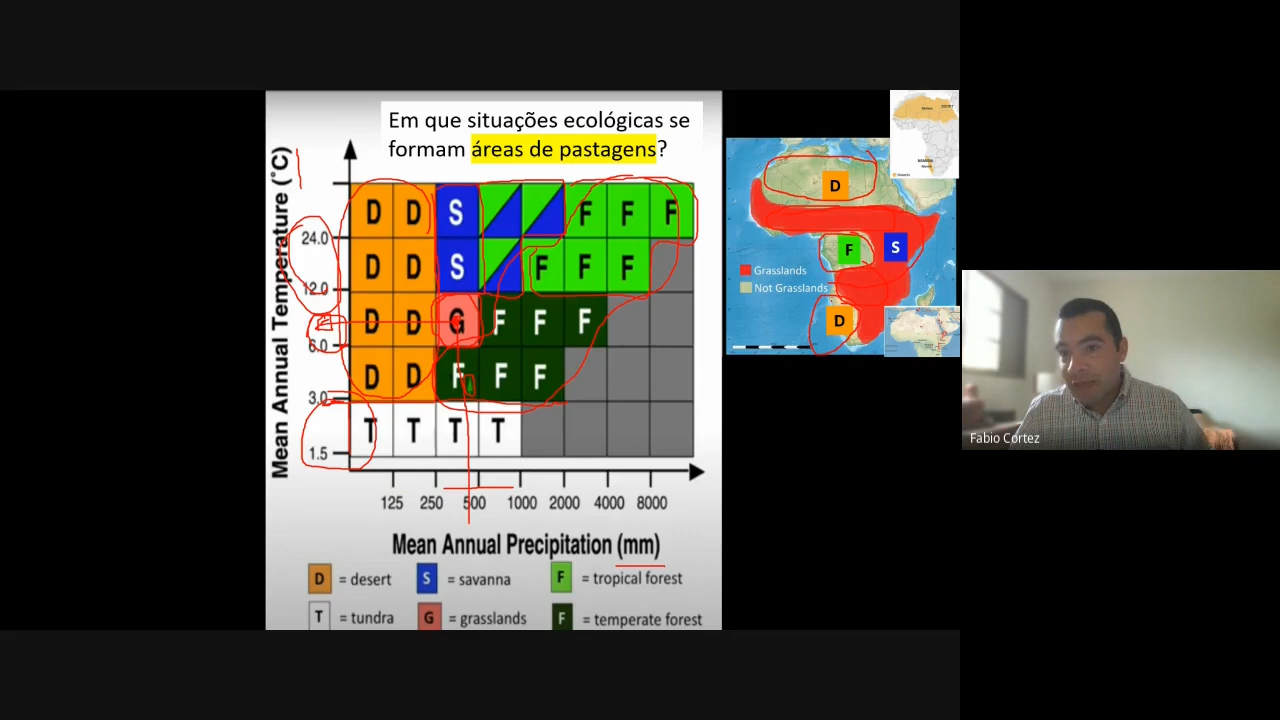 Em que situações ecológicas se
formam áreas de pastagens?
Mean Annual Temperature (°C)
D D S F F F
24.0
D D S F F F
12.0
D D G F F F
6.0
D D F F F
3.0
T T T T
1.5
125 250 500 1000 2000 4000 8000
Mean Annual Precipitation (mm)
D = desert S = savanna F = tropical forest
T = tundra G = grasslands F = temperate forest
D
F S
Grasslands
Not Grasslands
D
Fabio Cortez